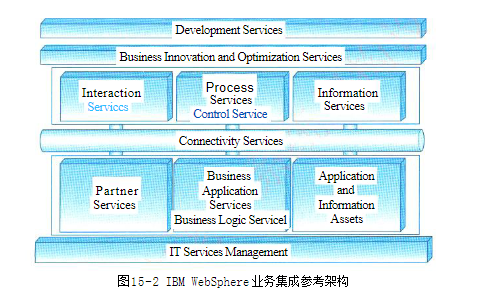 Development Services
Business Innovation and Optimization Services
Interaction
Services
Process
Services
Control Service
Information
Services
Connectivity Services
Partner
Services
Business
Application
Services
Business Logic Servicel
Application
and
Information
Assets
IT Services Management
图15-2 IBM WebSphere业务集成参考架构